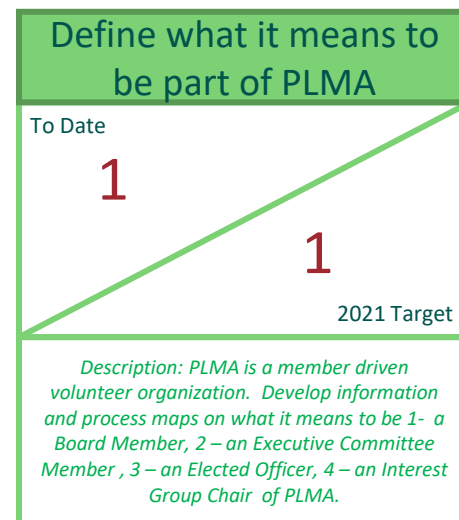 Define what it means to
be part of PLMA
To Date
1
1
2021 Target
Description: PLMA is a member driven
volunteer organization.  Develop information
and process maps on what it means to be 1-  a
Board Member, 2 – an Executive Committee
Member , 3 – an Elected Officer, 4 – an Interest
Group Chair  of PLMA.